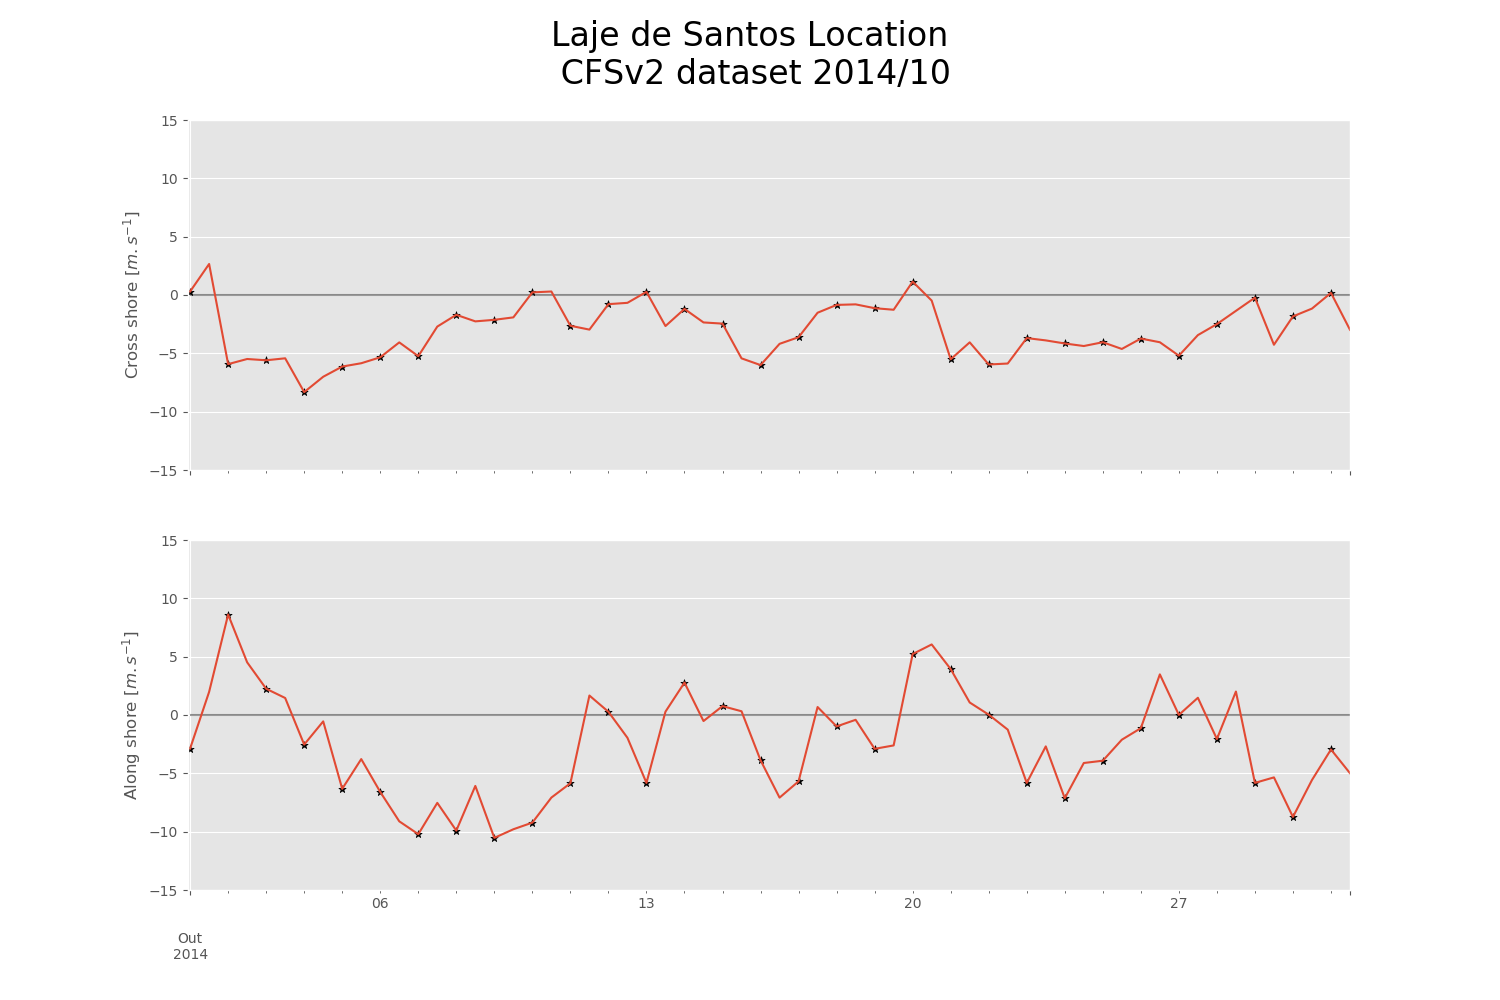 Laje de Santos Location
CFSv2 dataset 2014/10
15
10
5
0
−5
−10
−15
Cross shore [m.s⁻¹]
15
10
5
0
−5
−10
−15
Along shore [m.s⁻¹]
06 13 20 27
Out
2014